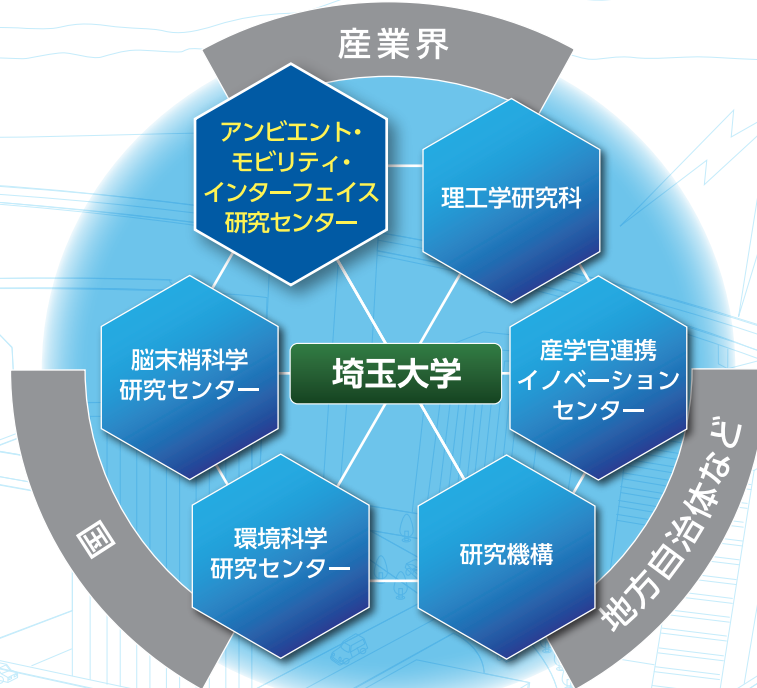 産業界
アンビエント・
モビリティ・
インターフェイス
研究センター
理工学研究科
脳末梢科学
研究センター
埼玉大学
産学官連携
イノベーション
センター
環境科学
研究センター
研究機構
国
地方自治体など